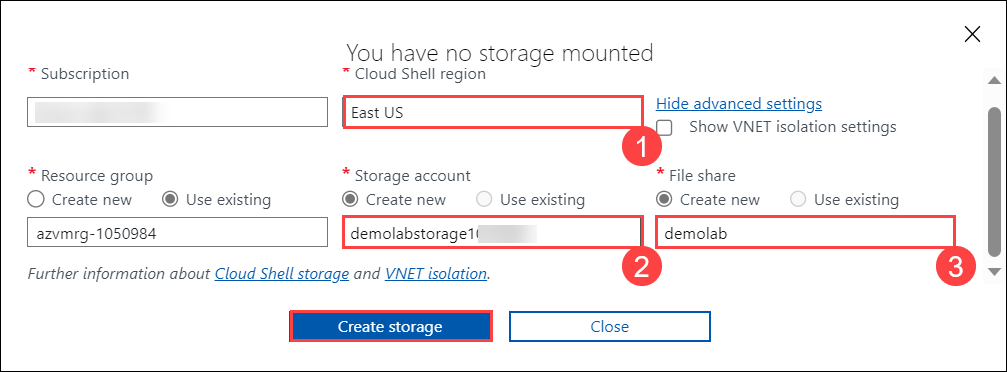 You have no storage mounted
* Subscription
* Cloud Shell region
East US
1
Hide advanced settings
Show VNET isolation settings
* Resource group
Create new Use existing
azvmrg-1050984
* Storage account
Create new Use existing
demolabstorage1
2
* File share
Create new Use existing
demolab
3
Further information about Cloud Shell storage and VNET isolation.
Create storage
Close